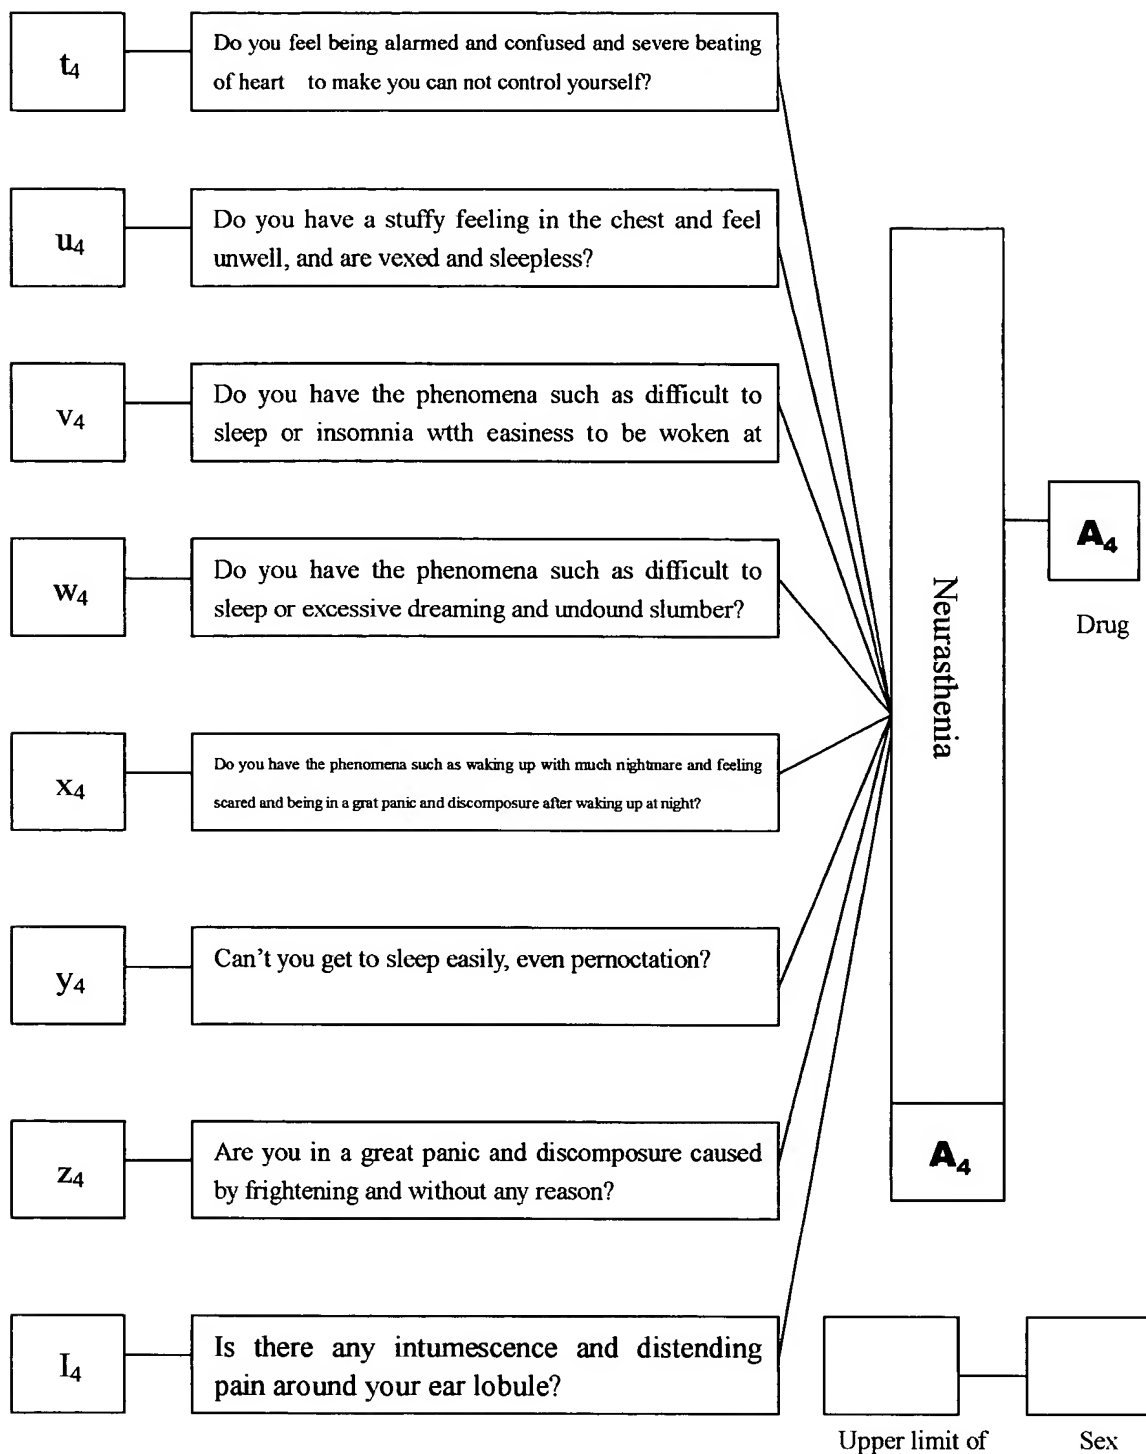 t4
Do you feel being alarmed and confused and severe beating
of heart to make you can not control yourself?
u4
Do you have a stuffy feeling in the chest and feel
unwell, and are vexed and sleepless?
v4
Do you have the phenomena such as difficult to
sleep or insomnia wtth easiness to be woken at
w4
Do you have the phenomena such as difficult to
sleep or excessive dreaming and undound slumber?
x4
Do you have the phenomena such as waking up with much nightmare and feeling
scared and being in a grat panic and discomposure after waking up at night?
y4
Can't you get to sleep easily, even pernoctation?
z4
Are you in a great panic and discomposure caused
by frightening and without any reason?
I4
Is there any intumescence and distending
pain around your ear lobule?
Neurasthenia
A4
A4
Drug
Upper limit of
Sex